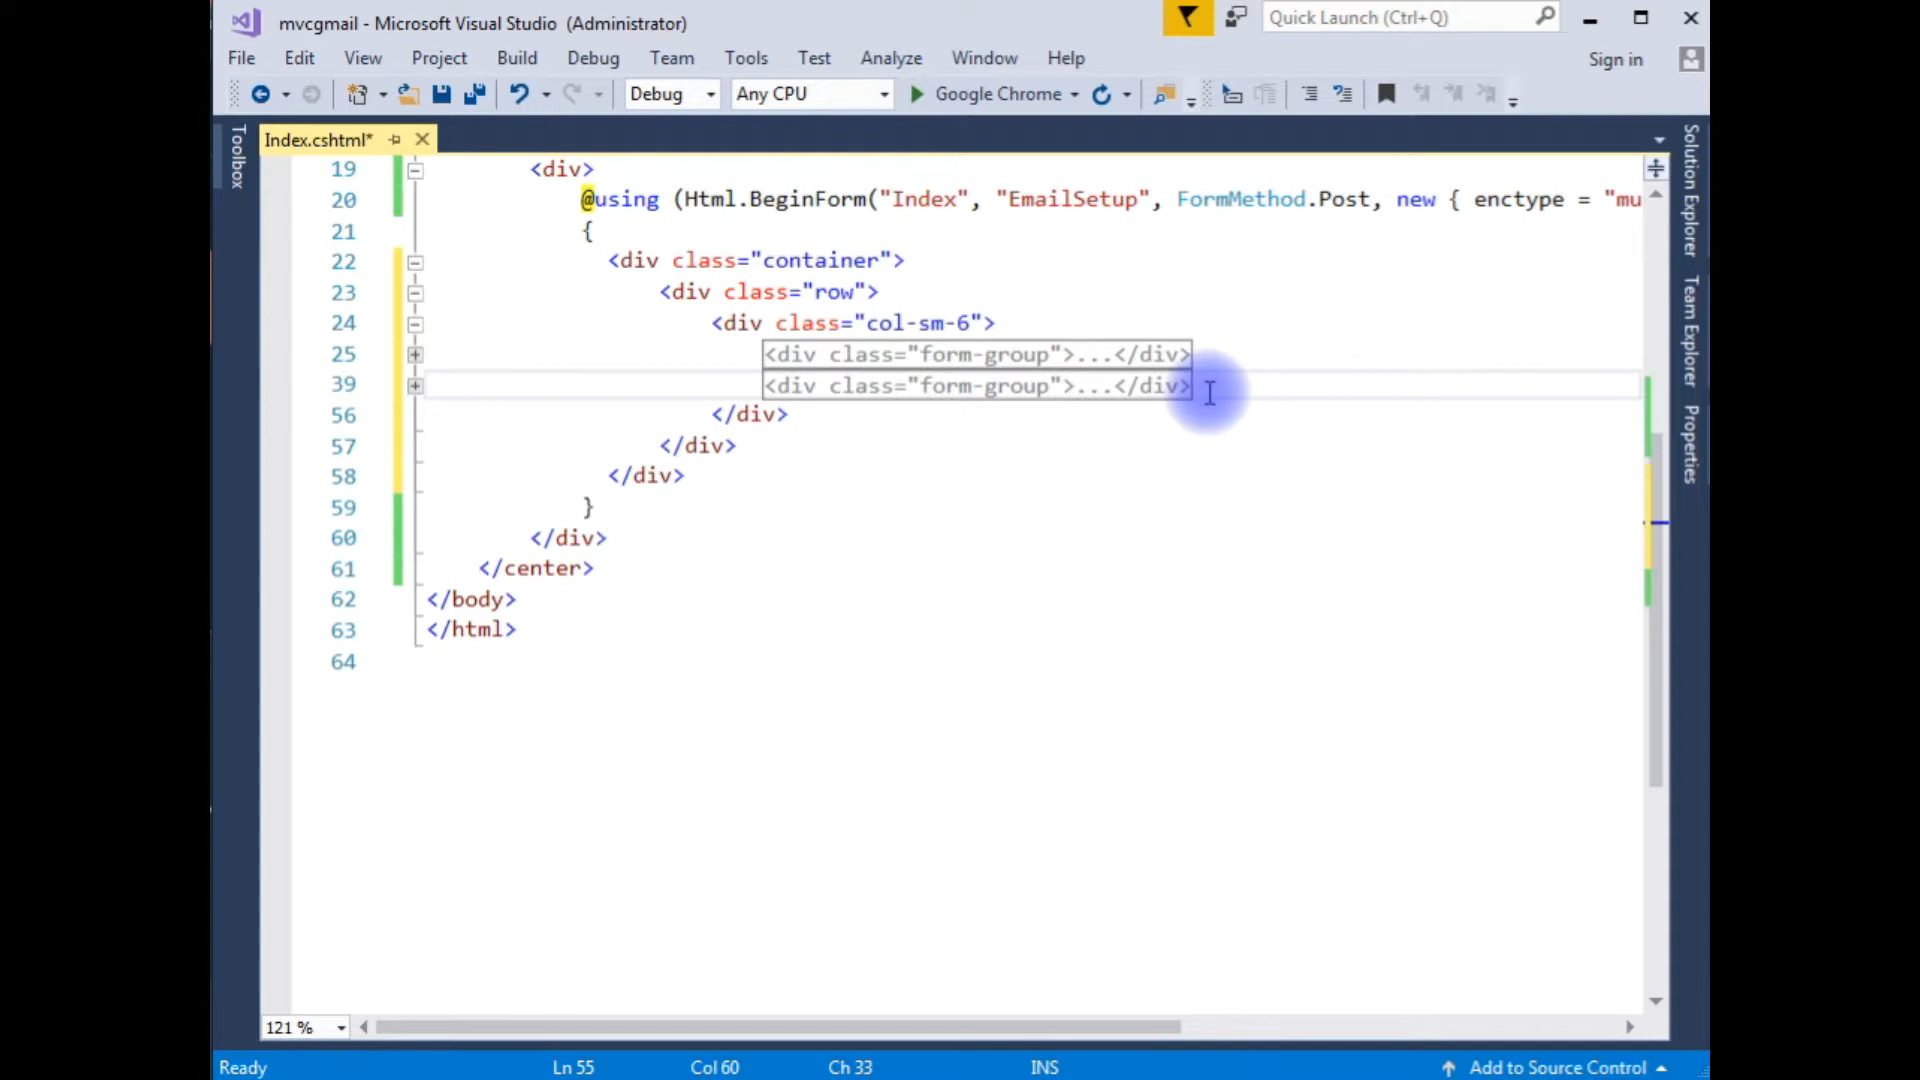 mvcgmail - Microsoft Visual Studio (Administrator)
Quick Launch (Ctrl+Q)
File Edit View Project Build Debug Team Tools Test Analyze Window Help
Sign in
Debug Any CPU Google Chrome
Index.cshtml*
Toolbox
Solution Explorer
Team Explorer
Properties
19 <div>
20 @using (Html.BeginForm("Index", "EmailSetup", FormMethod.Post, new { enctype = "mu
21 {
22 <div class="container">
23 <div class="row">
24 <div class="col-sm-6">
25 <div class="form-group">...</div>
39 <div class="form-group">...</div>
56 </div>
57 </div>
58 </div>
59 }
60 </div>
61 </center>
62 </body>
63 </html>
64
121 %
Ready Ln 55 Col 60 Ch 33 INS Add to Source Control